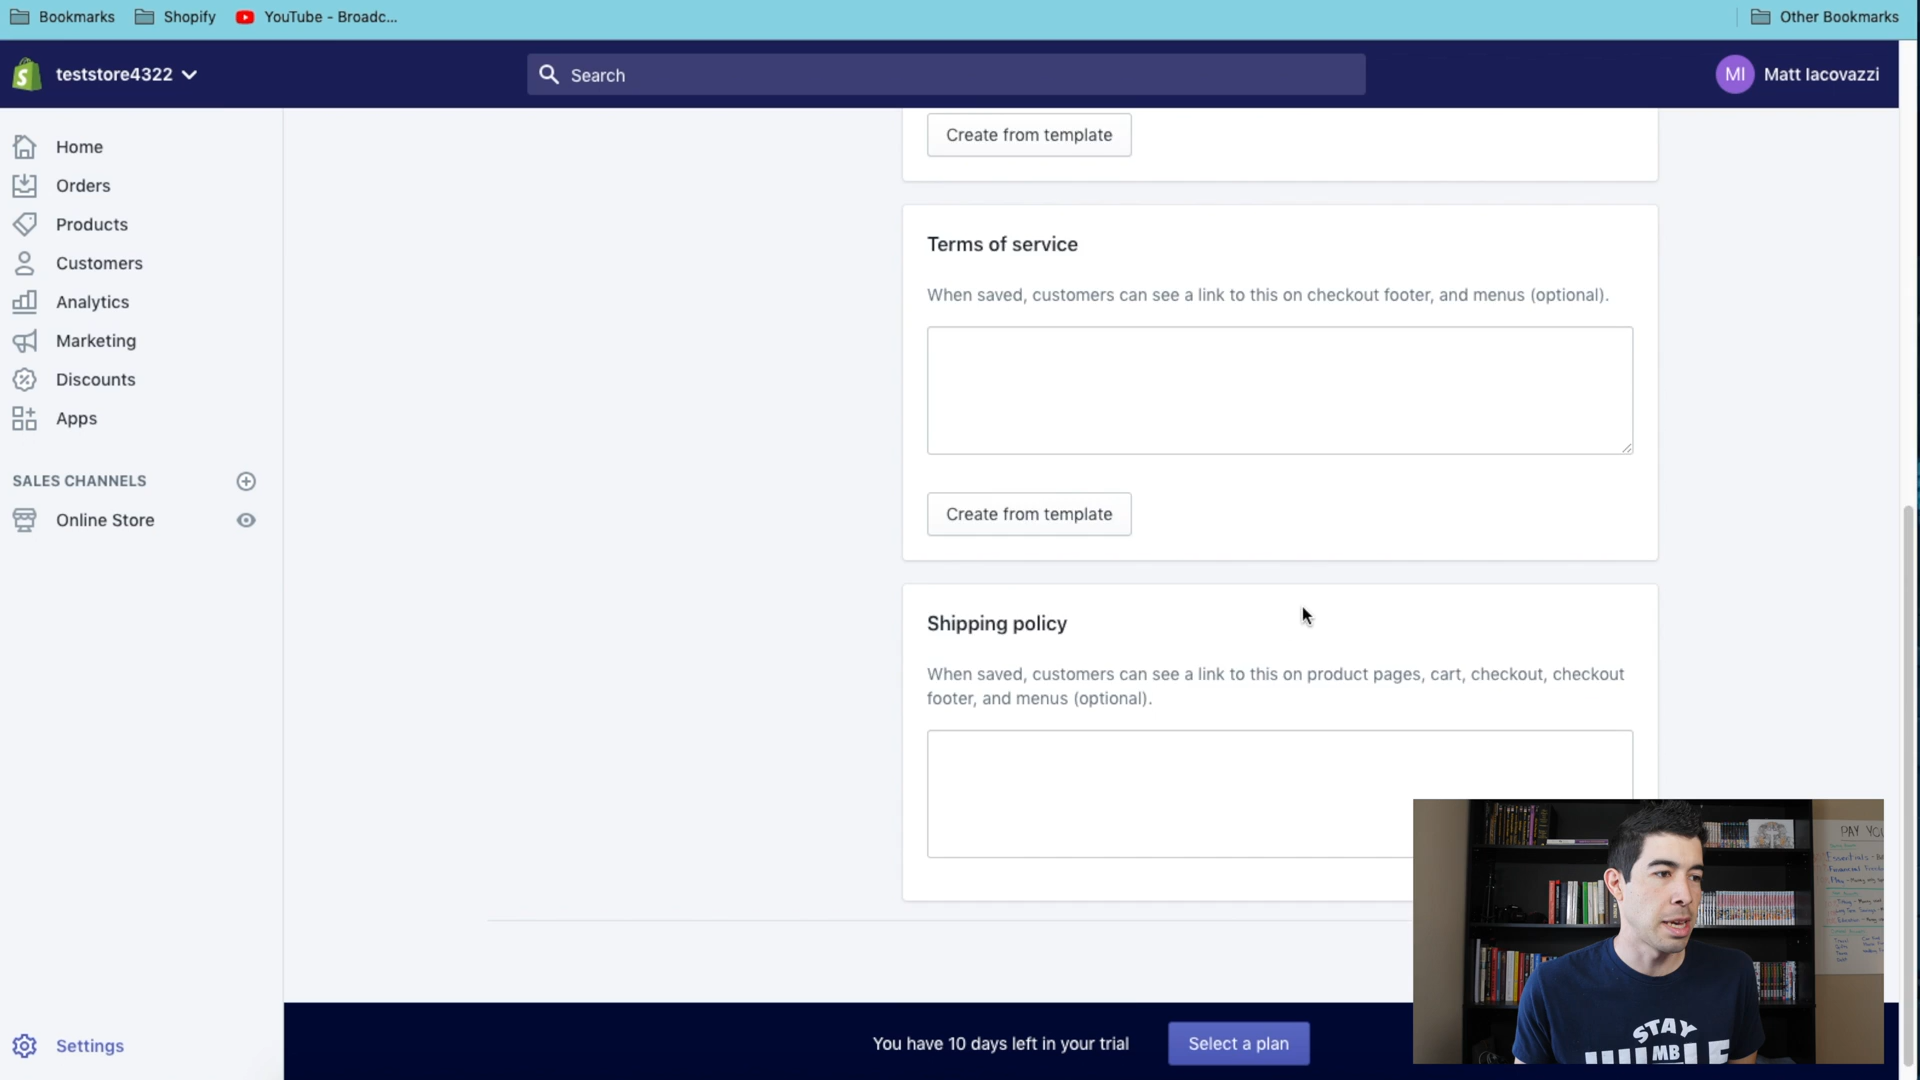 Bookmarks
Shopify
YouTube - Broadc...
Other Bookmarks
teststore4322
Search
MI
Matt Iacovazzi
Home
Orders
Products
Customers
Analytics
Marketing
Discounts
Apps
SALES CHANNELS
Online Store
Settings
Create from template
Terms of service
When saved, customers can see a link to this on checkout footer, and menus (optional).
Create from template
Shipping policy
When saved, customers can see a link to this on product pages, cart, checkout, checkout
footer, and menus (optional).
You have 10 days left in your trial
Select a plan
PAY YOU
STAY